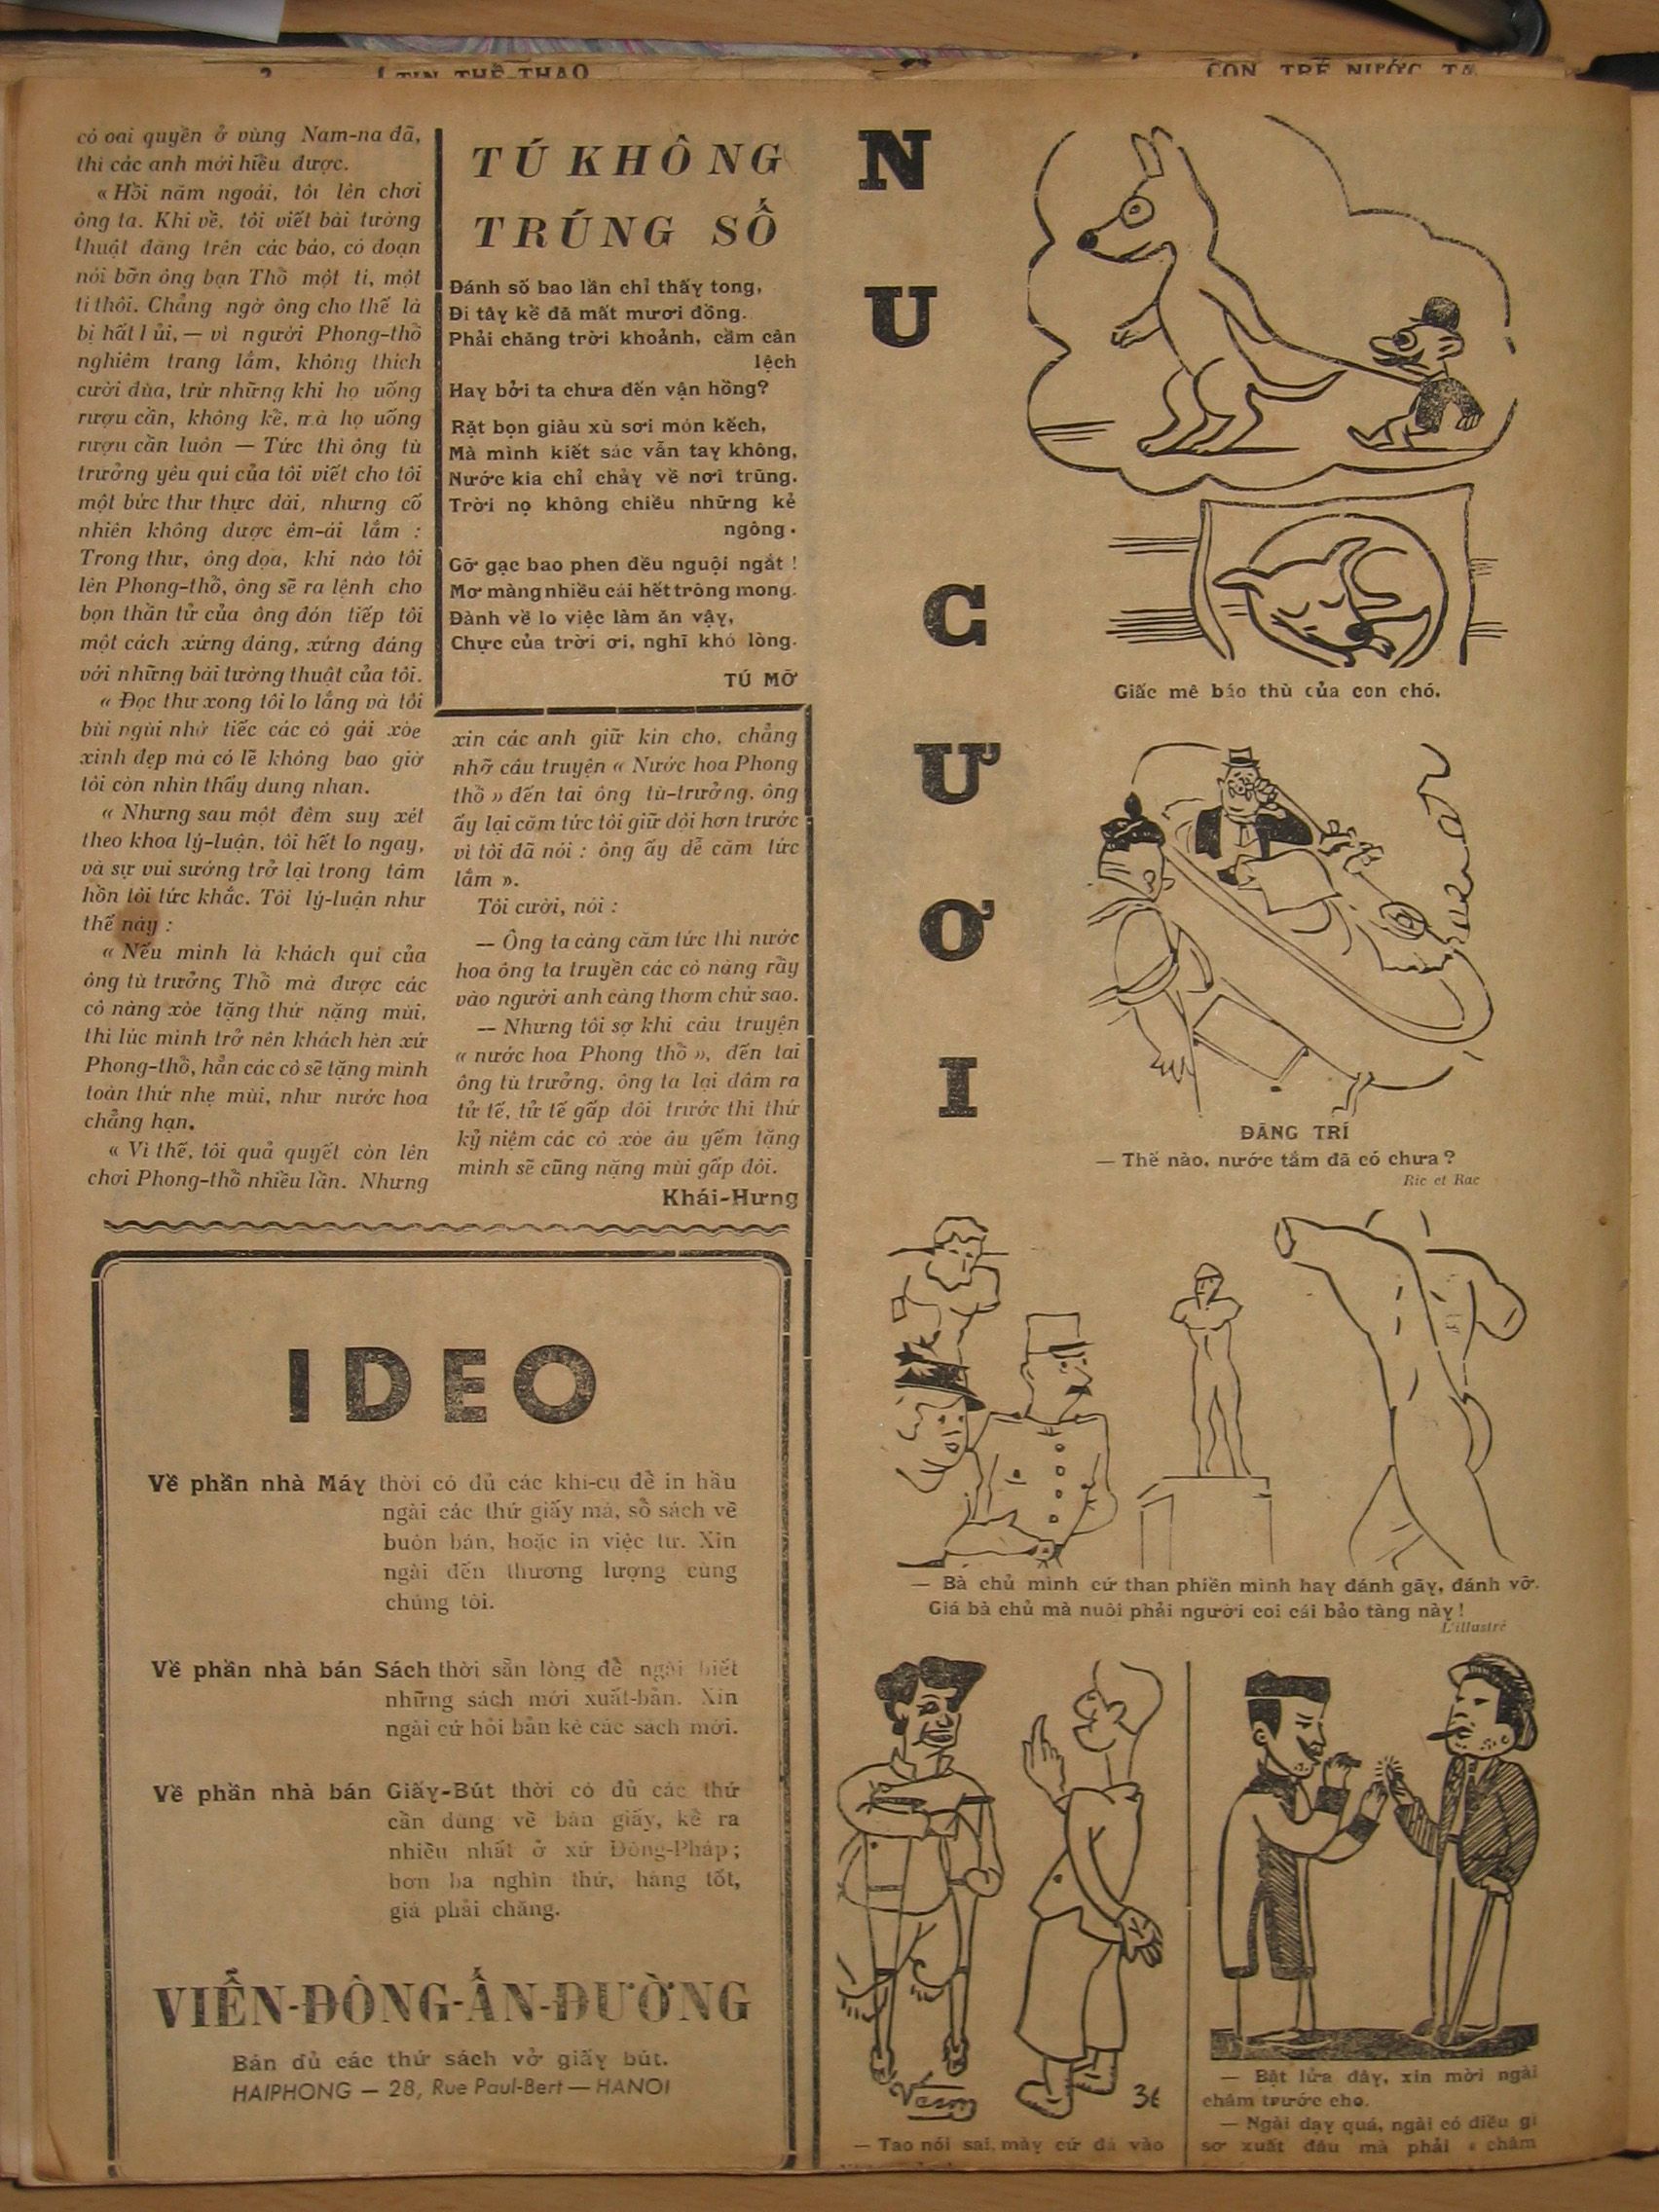 có oai quyền ở vùng Nam-na đã,
thì các anh mới hiểu được.
« Hồi năm ngoái, tôi lên chơi
ông ta. Khi về, tôi viết bài tường
thuật đăng trên các báo, có đoạn
nói bỡn ông bạn Thổ một tí, một
tí thôi. Chẳng ngờ ông cho thế là
bị hất l ủi, — vì người Phong-thổ
nghiêm trang lắm, không thích
cười đùa, trừ những khi họ uống
rượu cần, không kể, mà họ uống
rượu cần luôn — Tức thì ông tù
trưởng yêu quí của tôi viết cho tôi
một bức thư thực dài, nhưng cố
nhiên không được êm-ái lắm :
Trong thư, ông dọa, khi nào tôi
lên Phong-thổ, ông sẽ ra lệnh cho
bọn thần tử của ông đón tiếp tôi
một cách xứng đáng, xứng đáng
với những bài tường thuật của tôi.
« Đọc thư xong tôi lo lắng và tôi
bùi ngùi nhớ tiếc các cô gái xòe
xinh đẹp mà có lẽ không bao giờ
tôi còn nhìn thấy dung nhan.
« Nhưng sau một đêm suy xét
theo khoa lý-luận, tôi hết lo ngay,
và sự vui sướng trở lại trong tâm
hồn tôi tức khắc. Tôi lý-luận như
thế này :
« Nếu mình là khách quí của
ông tù trưởng Thổ mà được các
cô nàng xòe tặng thứ nặng mùi,
thì lúc mình trở nên khách hèn xứ
Phong-thổ, hẳn các cô sẽ tặng mình
toàn thứ nhẹ mùi, như nước hoa
chẳng hạn.
« Vì thế, tôi quả quyết còn lên
chơi Phong-thổ nhiều lần. Nhưng
TÚ KHÔNG
TRÚNG SỐ
Đánh số bao lần chỉ thấy tong,
Đi tây kể đã mất mươi đồng.
Phải chăng trời khoảnh, cầm cân
lệch
Hay bởi ta chưa đến vận hồng?
Rặt bọn giàu xù sơi món kếch,
Mà mình kiết sác vẫn tay không,
Nước kia chỉ chảy về nơi trũng,
Trời nọ không chiều những kẻ
ngông.
Gỡ gạc bao phen đều nguội ngắt !
Mơ màng nhiều cái hết trông mong.
Đành về lo việc làm ăn vậy,
Chực của trời ơi, nghĩ khó lòng.
TÚ MỠ
xin các anh giữ kín cho, chẳng
nhỡ câu truyện « Nước hoa Phong
thổ » đến tai ông tù-trưởng, ông
ấy lại căm tức tôi giữ dội hơn trước
vì tôi đã nói : ông ấy dễ căm tức
lắm ».
Tôi cười, nói :
— Ông ta càng căm tức thì nước
hoa ông ta truyền các cô nàng rẩy
vào người anh càng thơm chứ sao.
— Nhưng tôi sợ khi câu truyện
« nước hoa Phong thổ », đến tai
ông tù trưởng, ông ta lại đâm ra
tử tế, tử tế gấp đôi trước thì thứ
kỷ niệm các cô xòe âu yếm tặng
mình sẽ cũng nặng mùi gấp đôi.
Khái-Hưng
IDEO
Về phần nhà Máy thời có đủ các khí-cụ để in hầu
ngài các thứ giấy má, sổ sách về
buôn bán, hoặc in việc tư. Xin
ngài đến thương lượng cùng
chúng tôi.
Về phần nhà bán Sách thời sẵn lòng để ngài biết
những sách mới xuất-bản. Xin
ngài cứ hỏi bản kê các sách mới.
Về phần nhà bán Giấy-Bút thời có đủ các thứ
cần dùng về bàn giấy, kể ra
nhiều nhất ở xứ Đông-Pháp;
hơn ba nghìn thứ, hàng tốt,
giá phải chăng.
VIỄN-ĐÔNG-ẤN-ĐƯỜNG
Bán đủ các thứ sách vở giấy bút.
HAIPHONG — 28, Rue Paul-Bert — HANOI
N
U
C
Ư
Ờ
I
Giấc mê báo thù của con chó.
ĐÃNG TRÍ
— Thế nào, nước tắm đã có chưa ?
Ric et Rac
— Bà chủ mình cứ than phiền mình hay đánh gãy, đánh vỡ.
Giá bà chủ mà nuôi phải người coi cái bảo tàng này !
L'illustré
36
— Tao nói sai, mày cứ đá vào
— Bật lửa đây, xin mời ngài
châm trước cho.
— Ngài dạy quá, ngài có điều gì
sơ xuất đâu mà phải « châm